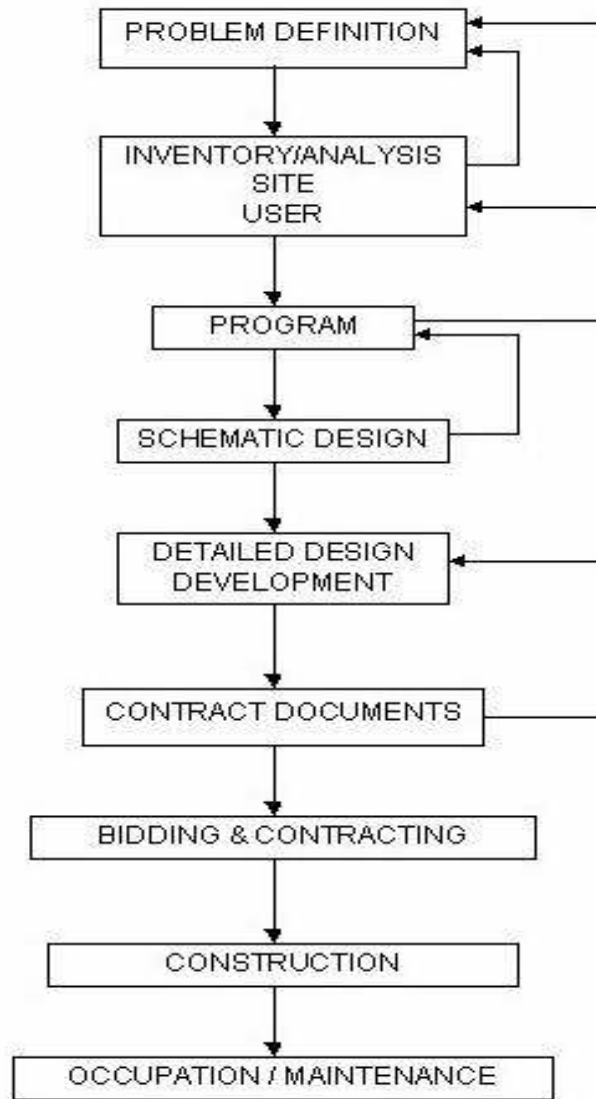 PROBLEM DEFINITION
INVENTORY/ANALYSIS
SITE
USER
PROGRAM
SCHEMATIC DESIGN
DETAILED DESIGN
DEVELOPMENT
CONTRACT DOCUMENTS
BIDDING & CONTRACTING
CONSTRUCTION
OCCUPATION / MAINTENANCE